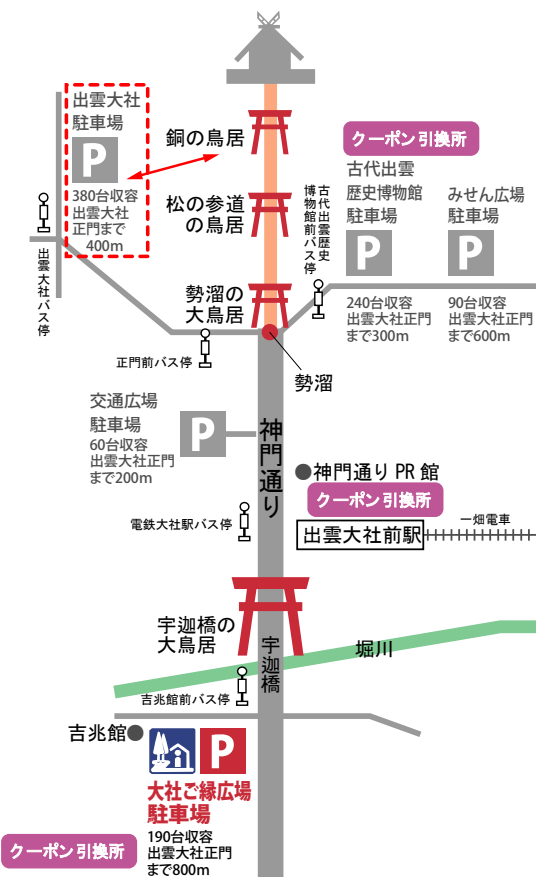 出雲大社
駐車場
P
380台収容
出雲大社
正門まで
400m
銅の鳥居
松の参道
の鳥居
勢溜の
大鳥居
古代出雲歴史
博物館前バス停
クーポン引換所
古代出雲
歴史博物館
駐車場
P
240台収容
出雲大社正門
まで300m
みせん広場
駐車場
P
90台収容
出雲大社正門
まで600m
出雲大社バス停
正門前バス停
勢溜
交通広場
駐車場
60台収容
出雲大社正門
まで200m
P
神門通り
神門通り PR 館
クーポン引換所
電鉄大社駅バス停
出雲大社前駅
一畑電車
宇迦橋の
大鳥居
宇迦橋
堀川
吉兆館前バス停
吉兆館
P
大社ご縁広場
駐車場
190台収容
出雲大社正門
まで800m
クーポン引換所